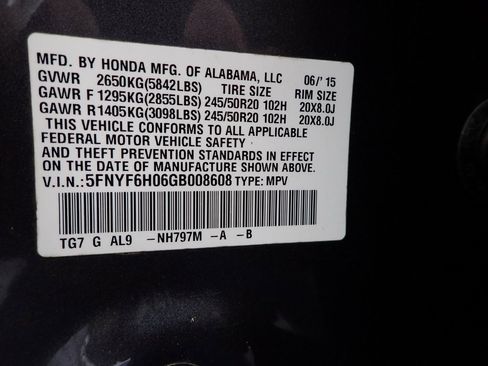 MFD. BY HONDA MFG. OF ALABAMA, LLC 06/'15
GVWR 2650KG(5842LBS) TIRE SIZE RIM SIZE
GAWR F 1295KG(2855LBS) 245/50R20 102H 20X8.0J
GAWR R1405KG(3098LBS) 245/50R20 102H 20X8.0J
THIS VEHICLE CONFORMS TO ALL APPLICABLE
FEDERAL MOTOR VEHICLE SAFETY
AND THEFT PREVENTION STANDARDS IN EFFECT
ON THE DATE OF MANUFACTURE SHOWN ABOVE.
V.I.N.:5FNYF6H06GB008608 TYPE: MPV
TG7 G AL9 -NH797M -A -B